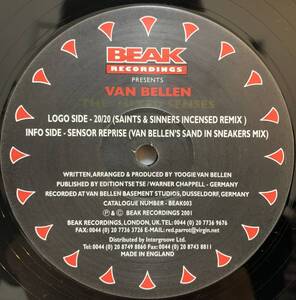 BEAK
RECORDINGS
PRESENTS
VAN BELLEN
SENSES
LOGO SIDE - 20/20 (SAINTS & SINNERS INCENSED REMIX )
INFO SIDE - SENSOR REPRISE (VAN BELLEN'S SAND IN SNEAKERS MIX)
WRITTEN,ARRANGED & PRODUCED BY YOOGIE VAN BELLEN
PUBLISHED BY EDITION TSE TSE / WARNER CHAPPELL - GERMANY
RECORDED AT VAN BELLEN BASEMENT STUDIOS, DUSSELDORF, GERMANY
CATALOGUE NUMBER - BEAK003
℗ & © BEAK RECORDINGS 2001
BEAK RECORDINGS, LONDON, UK. TEL: 0044 (0) 20 7736 9676
FAX: 0044 (0) 20 7736 3726 E-MAIL: red.parrot@virgin.net
Distributed by Intergroove Ltd.
Tel: 0044 (0) 20 8749 8860 Fax: 0044 (0) 20 8743 8811
MADE IN ENGLAND